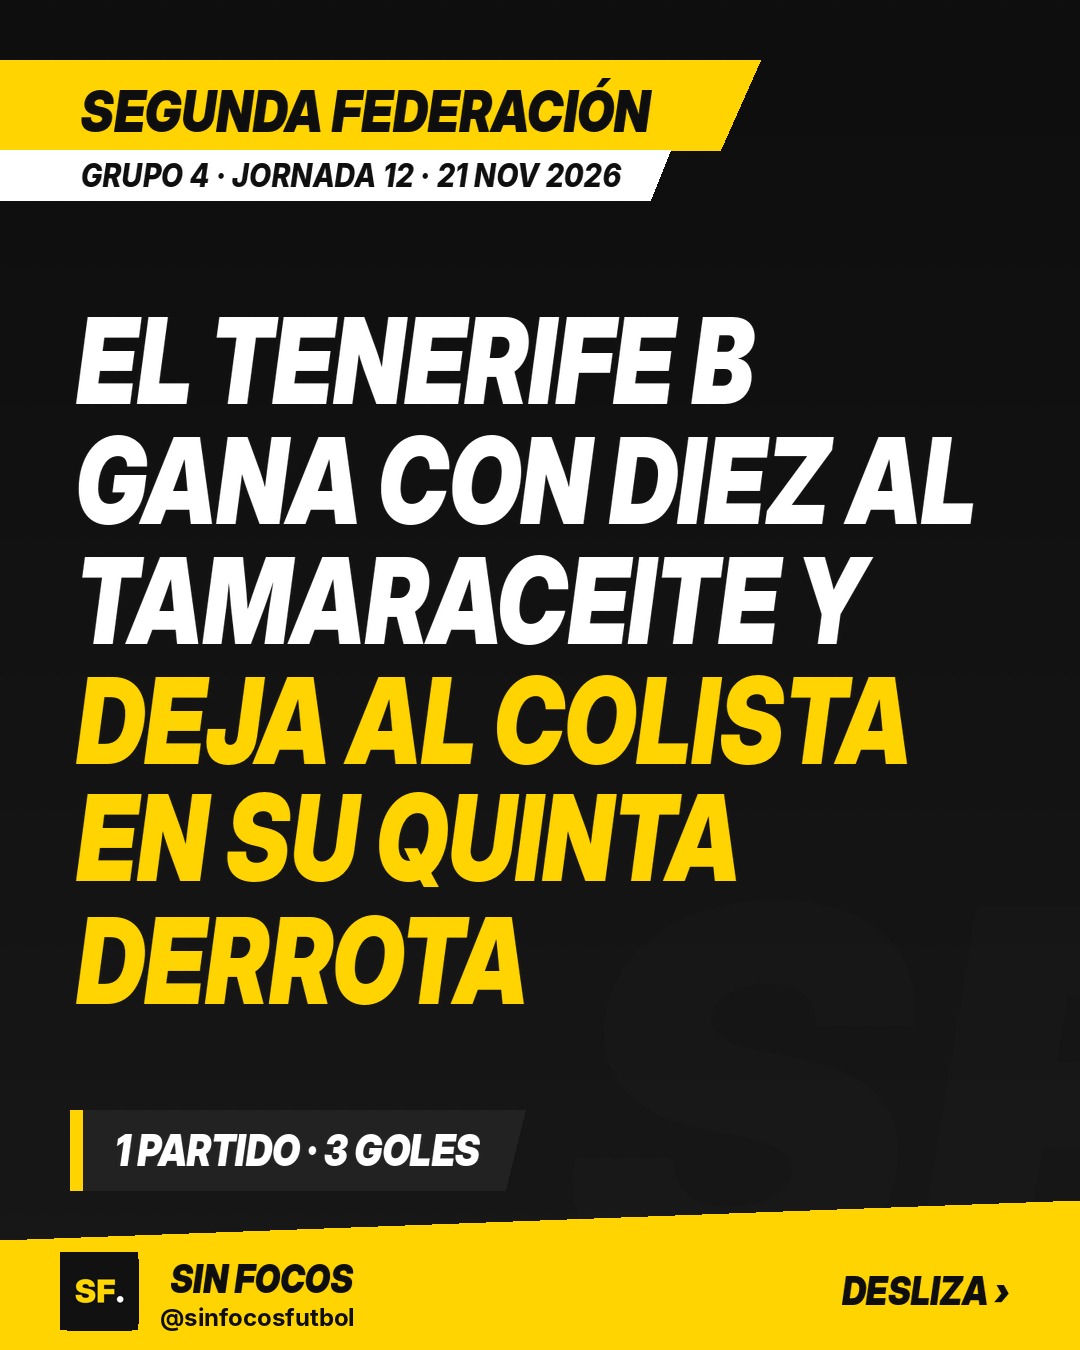 SEGUNDA FEDERACIÓN
GRUPO 4 · JORNADA 12 · 21 NOV 2026
EL TENERIFE B
GANA CON DIEZ AL
TAMARACEITE Y
DEJA AL COLISTA
EN SU QUINTA
DERROTA
1 PARTIDO · 3 GOLES
SF.
SIN FOCOS
@sinfocosfutbol
DESLIZA ›
SF